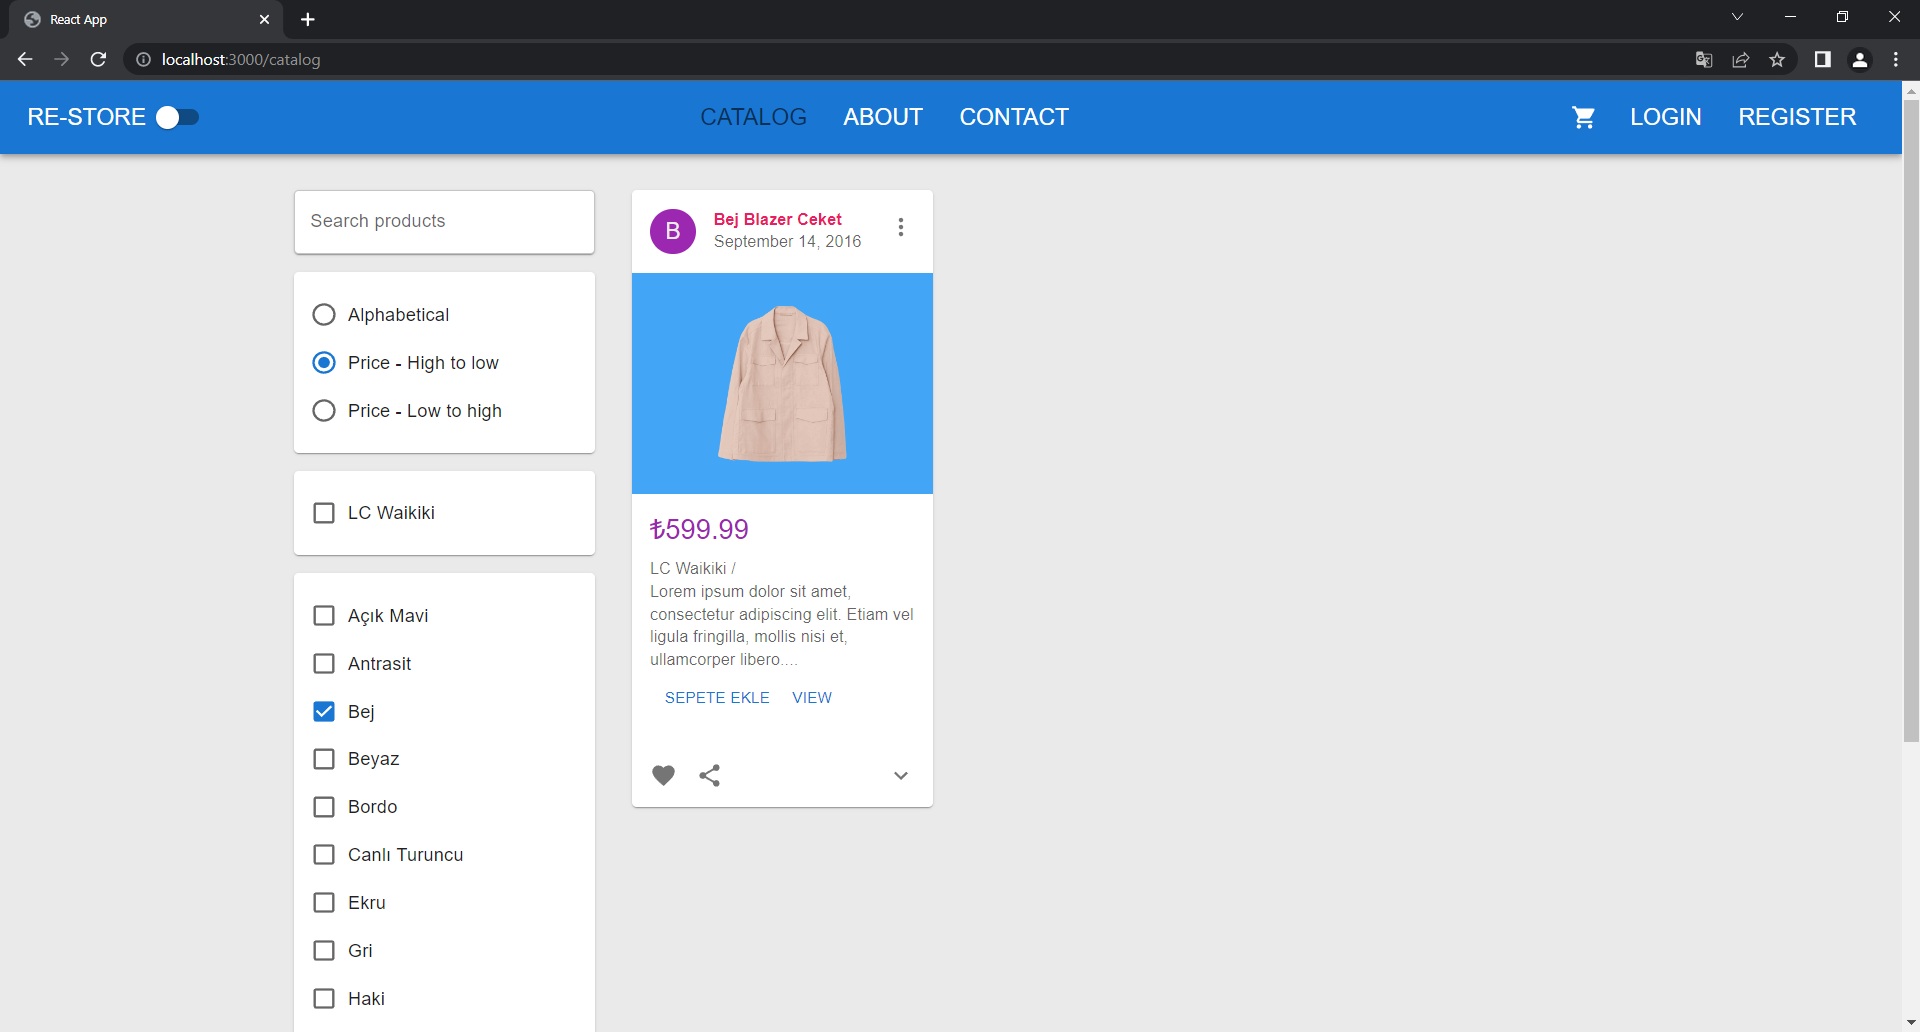 React App
localhost:3000/catalog
RE-STORE
CATALOG ABOUT CONTACT
LOGIN REGISTER
Search products
Alphabetical
Price - High to low
Price - Low to high
LC Waikiki
Açık Mavi
Antrasit
Bej
Beyaz
Bordo
Canlı Turuncu
Ekru
Gri
Haki
B
Bej Blazer Ceket
September 14, 2016
₺599.99
LC Waikiki /
Lorem ipsum dolor sit amet,
consectetur adipiscing elit. Etiam vel
ligula fringilla, mollis nisi et,
ullamcorper libero....
SEPETE EKLE VIEW